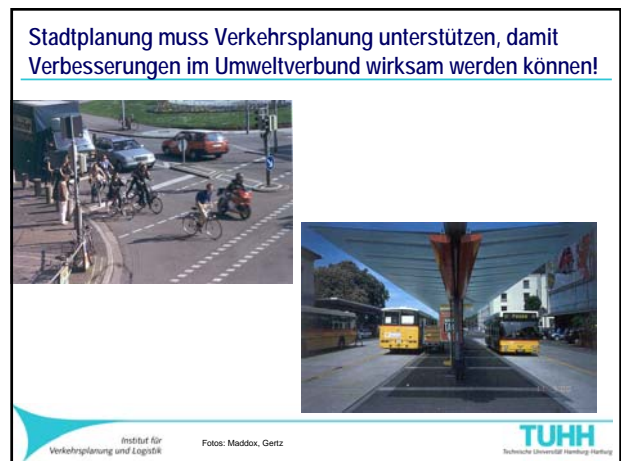 Stadtplanung muss Verkehrsplanung unterstützen, damit
Verbesserungen im Umweltverbund wirksam werden können!
Institut für
Verkehrsplanung und Logistik
Fotos: Maddox, Gertz
TUHH
Technische Universität Hamburg-Harburg